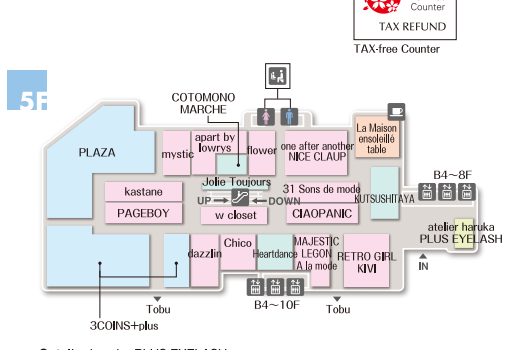 Counter
TAX REFUND
TAX-free Counter
5F
COTOMONO
MARCHE
PLAZA
mystic
apart by
lowrys
flower
one after another
NICE CLAUP
La Maison
ensoleillé
table
B4~8F
kastane
Jolie Toujours
31 Sons de mode
KUTSUSHITAYA
UP → ← DOWN
PAGEBOY
w closet
CIAOPANIC
atelier haruka
PLUS EYELASH
dazzlin
Chico
Heartdance
MAJESTIC
LEGON
A la mode
RETRO GIRL
KIVI
IN
B4~10F
Tobu
Tobu
3COINS+plus